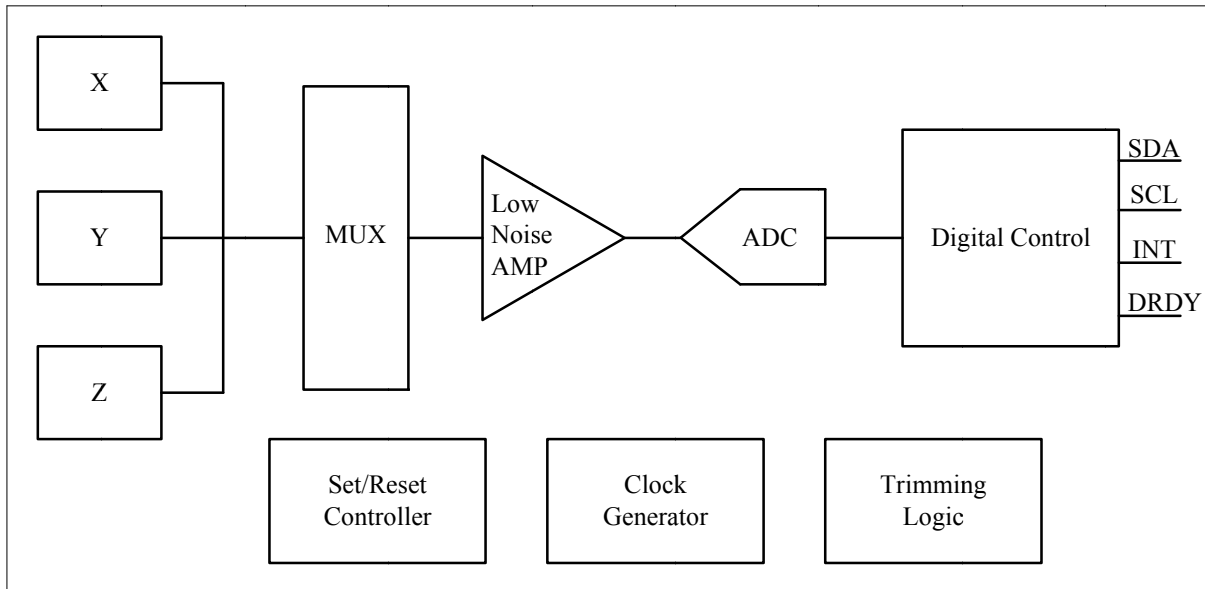 X
Y
Z
MUX
Low
Noise
AMP
ADC
Digital Control
SDA
SCL
INT
DRDY
Set/Reset
Controller
Clock
Generator
Trimming
Logic